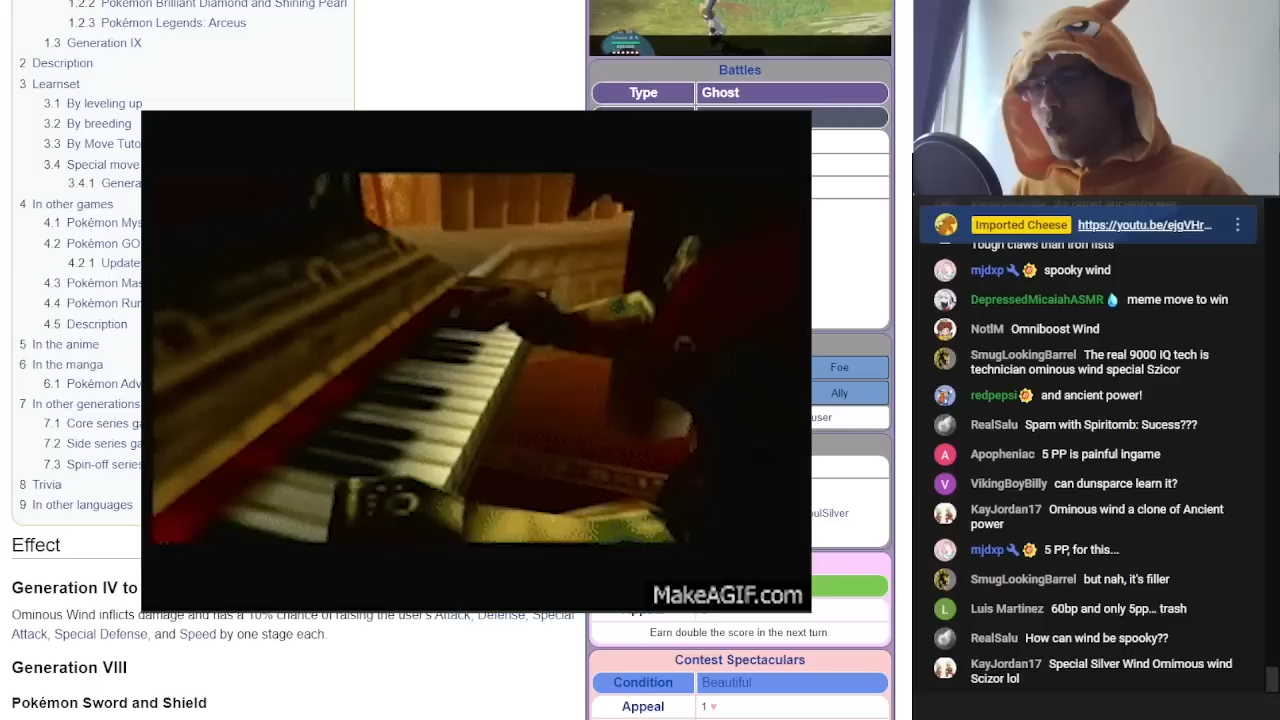 1.2.2 Pokémon Brilliant Diamond and Shining Pearl
1.2.3 Pokémon Legends: Arceus
1.3 Generation IX
2 Description
3 Learnset
3.1 By leveling up
3.2 By breeding
3.3 By Move Tuto
3.4 Special move
3.4.1 Genera
4 In other games
4.1 Pokémon Mys
4.2 Pokémon GO
4.2.1 Update
4.3 Pokémon Mas
4.4 Pokémon Run
4.5 Description
5 In the anime
6 In the manga
6.1 Pokémon Adv
7 In other generations
7.1 Core series ga
7.2 Side series ga
7.3 Spin-off series
8 Trivia
9 In other languages
Effect
Generation IV to
Ominous Wind inflicts damage and has a 10% chance of raising the user's Attack, Defense, Special
Attack, Special Defense, and Speed by one stage each.
Generation VIII
Pokémon Sword and Shield
MakeAGIF.com
Battles
Type Ghost
Foe
Ally
user
ulSilver
Earn double the score in the next turn.
Contest Spectaculars
Condition Beautiful
Appeal 1 ♥
Imported Cheese https://youtu.be/ejgVHr...
Tough claws than iron fists
mjdxp spooky wind
DepressedMicaiahASMR meme move to win
NotIM Omniboost Wind
SmugLookingBarrel The real 9000 IQ tech is
technician ominous wind special Szicor
redpepsi and ancient power!
RealSalu Spam with Spiritomb: Sucess???
A Apopheniac 5 PP is painful ingame
V VikingBoyBilly can dunsparce learn it?
KayJordan17 Ominous wind a clone of Ancient
power
mjdxp 5 PP, for this...
SmugLookingBarrel but nah, it's filler
L Luis Martinez 60bp and only 5pp... trash
RealSalu How can wind be spooky??
KayJordan17 Special Silver Wind Omimous wind
Scizor lol